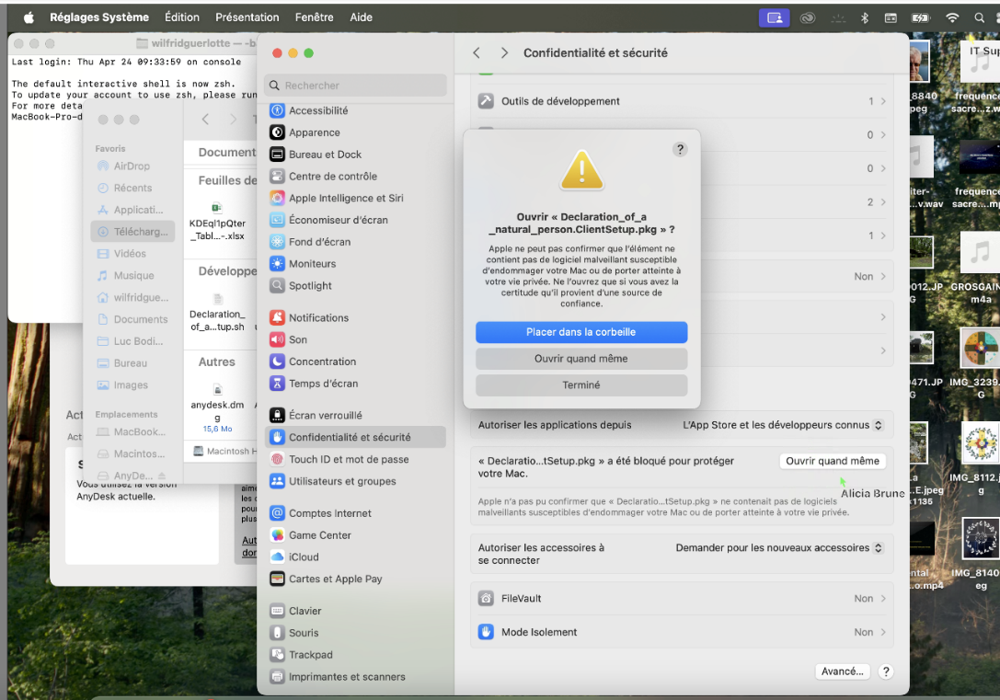 Réglages Système Édition Présentation Fenêtre Aide
wilfridguerlotte — -b
Last login: Thu Apr 24 09:33:59 on console
The default interactive shell is now zsh.
To update your account to use zsh, please run
For more deta
MacBook-Pro-d
Favoris
AirDrop
Récents
Applicati...
Télécharg...
Vidéos
Musique
wilfridgue...
Documents
Luc Bodi...
Bureau
Images
Emplacements
MacBook...
Macintos...
AnyDe...
Document
Feuilles de
KDEql1pQter
_Tabl...-.xlsx
Développe
Declaration_
of_a...tup.sh
Autres
anydesk.dm
g
15,6 Mo
Macintosh H
Act
Act
S
Vous utilisez la version
AnyDesk actuelle.
aime
les c
pour
plus
Aut
don
Rechercher
Accessibilité
Apparence
Bureau et Dock
Centre de contrôle
Apple Intelligence et Siri
Économiseur d'écran
Fond d'écran
Moniteurs
Spotlight
Notifications
Son
Concentration
Temps d'écran
Écran verrouillé
Confidentialité et sécurité
Touch ID et mot de passe
Utilisateurs et groupes
Comptes Internet
Game Center
iCloud
Cartes et Apple Pay
Clavier
Souris
Trackpad
Imprimantes et scanners
Confidentialité et sécurité
Outils de développement 1
0
0
2
1
Non
?
Ouvrir « Declaration_of_a
_natural_person.ClientSetup.pkg » ?
Apple ne peut pas confirmer que l'élément ne
contient pas de logiciel malveillant susceptible
d'endommager votre Mac ou de porter atteinte à
votre vie privée. Ne l'ouvrez que si vous avez la
certitude qu'il provient d'une source de
confiance.
Placer dans la corbeille
Ouvrir quand même
Terminé
Autoriser les applications depuis L'App Store et les développeurs connus
« Declaratio...tSetup.pkg » a été bloqué pour protéger
votre Mac.
Ouvrir quand même
Alicia Brune
Apple n'a pas pu confirmer que « Declaratio...tSetup.pkg » ne contenait pas de logiciels
malveillants susceptibles d'endommager votre Mac ou de porter atteinte à votre vie privée.
Autoriser les accessoires à
se connecter
Demander pour les nouveaux accessoires
FileVault Non
Mode Isolement Non
Avancé... ?
IT Sup
_8840
peg
frequence
sacre...z.w
iter-
..v.wav
frequence
sacre....mp
0012.JP
G
GROSGAIN
m4a
0471.JP
G
IMG_3239.
G
.a
E.jpeg
×1136
IMG_8112.j
g
ental
...o.mp4
IMG_8140
eg